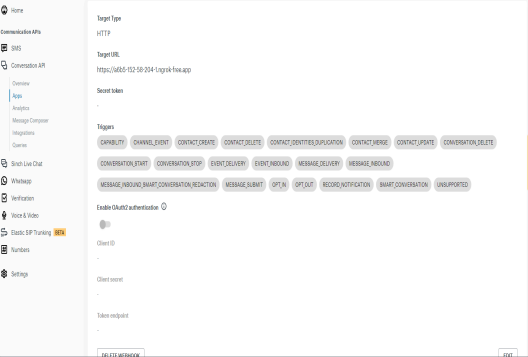 Home
Communication APIs
SMS
Conversation API
Overview
Apps
Analytics
Message Composer
Integrations
Queries
Sinch Live Chat
Whatsapp
Verification
Voice & Video
Elastic SIP Trunking BETA
Numbers
Settings
Target Type
HTTP
Target URL
https://a6b5-152-58-204-1.ngrok-free.app
Secret token
-
Triggers
CAPABILITY CHANNEL_EVENT CONTACT_CREATE CONTACT_DELETE CONTACT_IDENTITIES_DUPLICATION CONTACT_MERGE CONTACT_UPDATE CONVERSATION_DELETE
CONVERSATION_START CONVERSATION_STOP EVENT_DELIVERY EVENT_INBOUND MESSAGE_DELIVERY MESSAGE_INBOUND
MESSAGE_INBOUND_SMART_CONVERSATION_REDACTION MESSAGE_SUBMIT OPT_IN OPT_OUT RECORD_NOTIFICATION SMART_CONVERSATION UNSUPPORTED
Enable OAuth2 authentication
Client ID
-
Client secret
-
Token endpoint
-
DELETE WEBHOOK EDIT